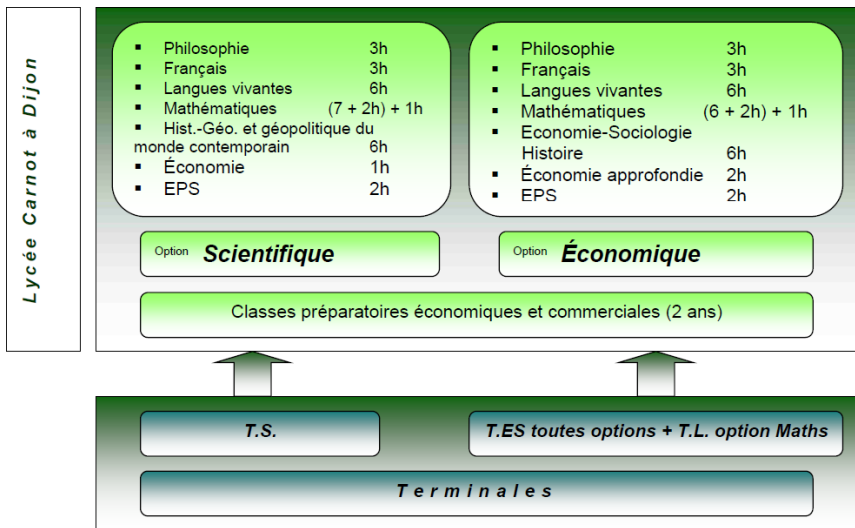 Lycée Carnot à Dijon
▪ Philosophie 3h
▪ Français 3h
▪ Langues vivantes 6h
▪ Mathématiques (7 + 2h) + 1h
▪ Hist.-Géo. et géopolitique du
monde contemporain 6h
▪ Économie 1h
▪ EPS 2h
▪ Philosophie 3h
▪ Français 3h
▪ Langues vivantes 6h
▪ Mathématiques (6 + 2h) + 1h
▪ Economie-Sociologie
Histoire 6h
▪ Économie approfondie 2h
▪ EPS 2h
Option Scientifique
Option Économique
Classes préparatoires économiques et commerciales (2 ans)
T.S.
T.ES toutes options + T.L. option Maths
Terminales